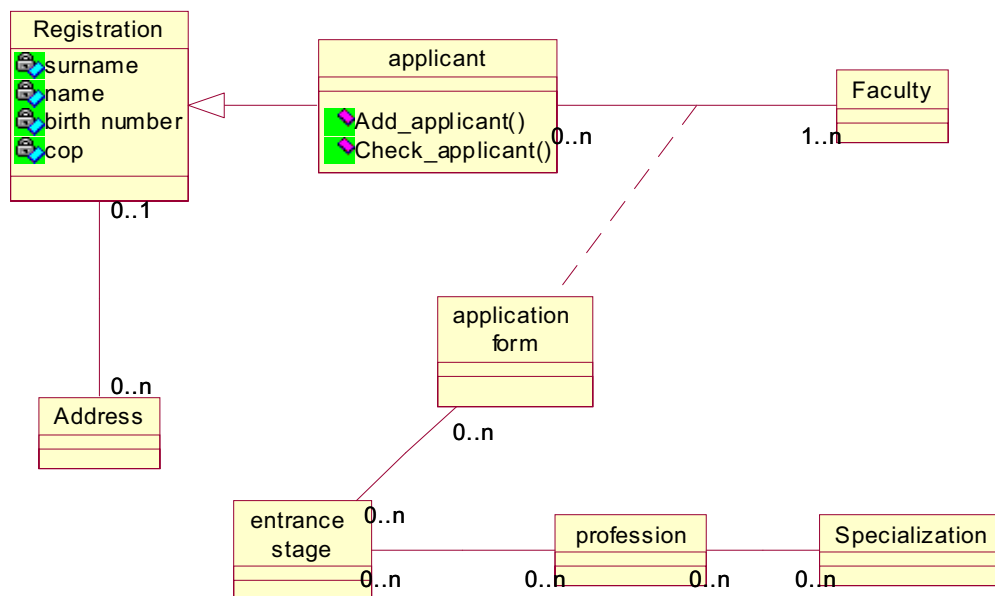 Registration
surname
name
birth number
cop
applicant
Add_applicant()
Check_applicant()
Faculty
0..n
1..n
0..1
application
form
0..n
Address
0..n
entrance
stage
0..n
profession
Specialization
0..n
0..n
0..n
0..n